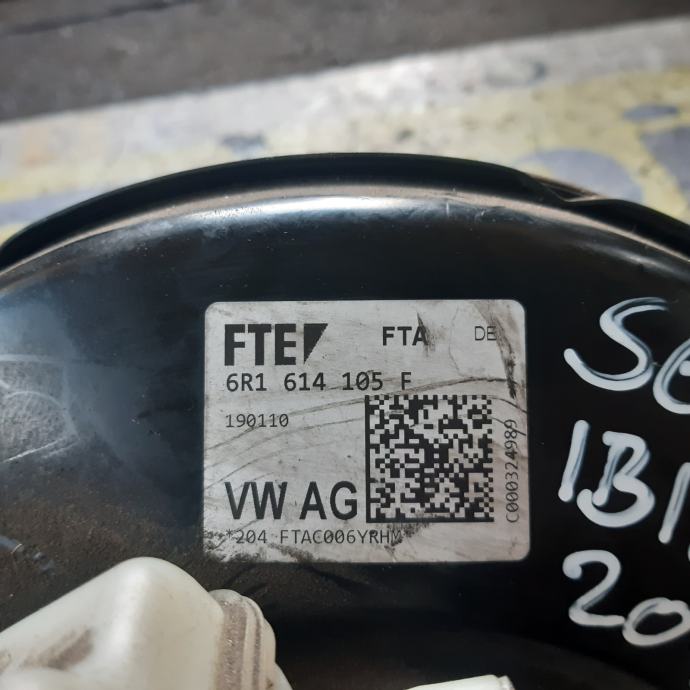 FTE FTA DE
6R1 614 105 F
190110
C000324989
VW AG
*204 FTAC006YRHM
SE
IBI
20